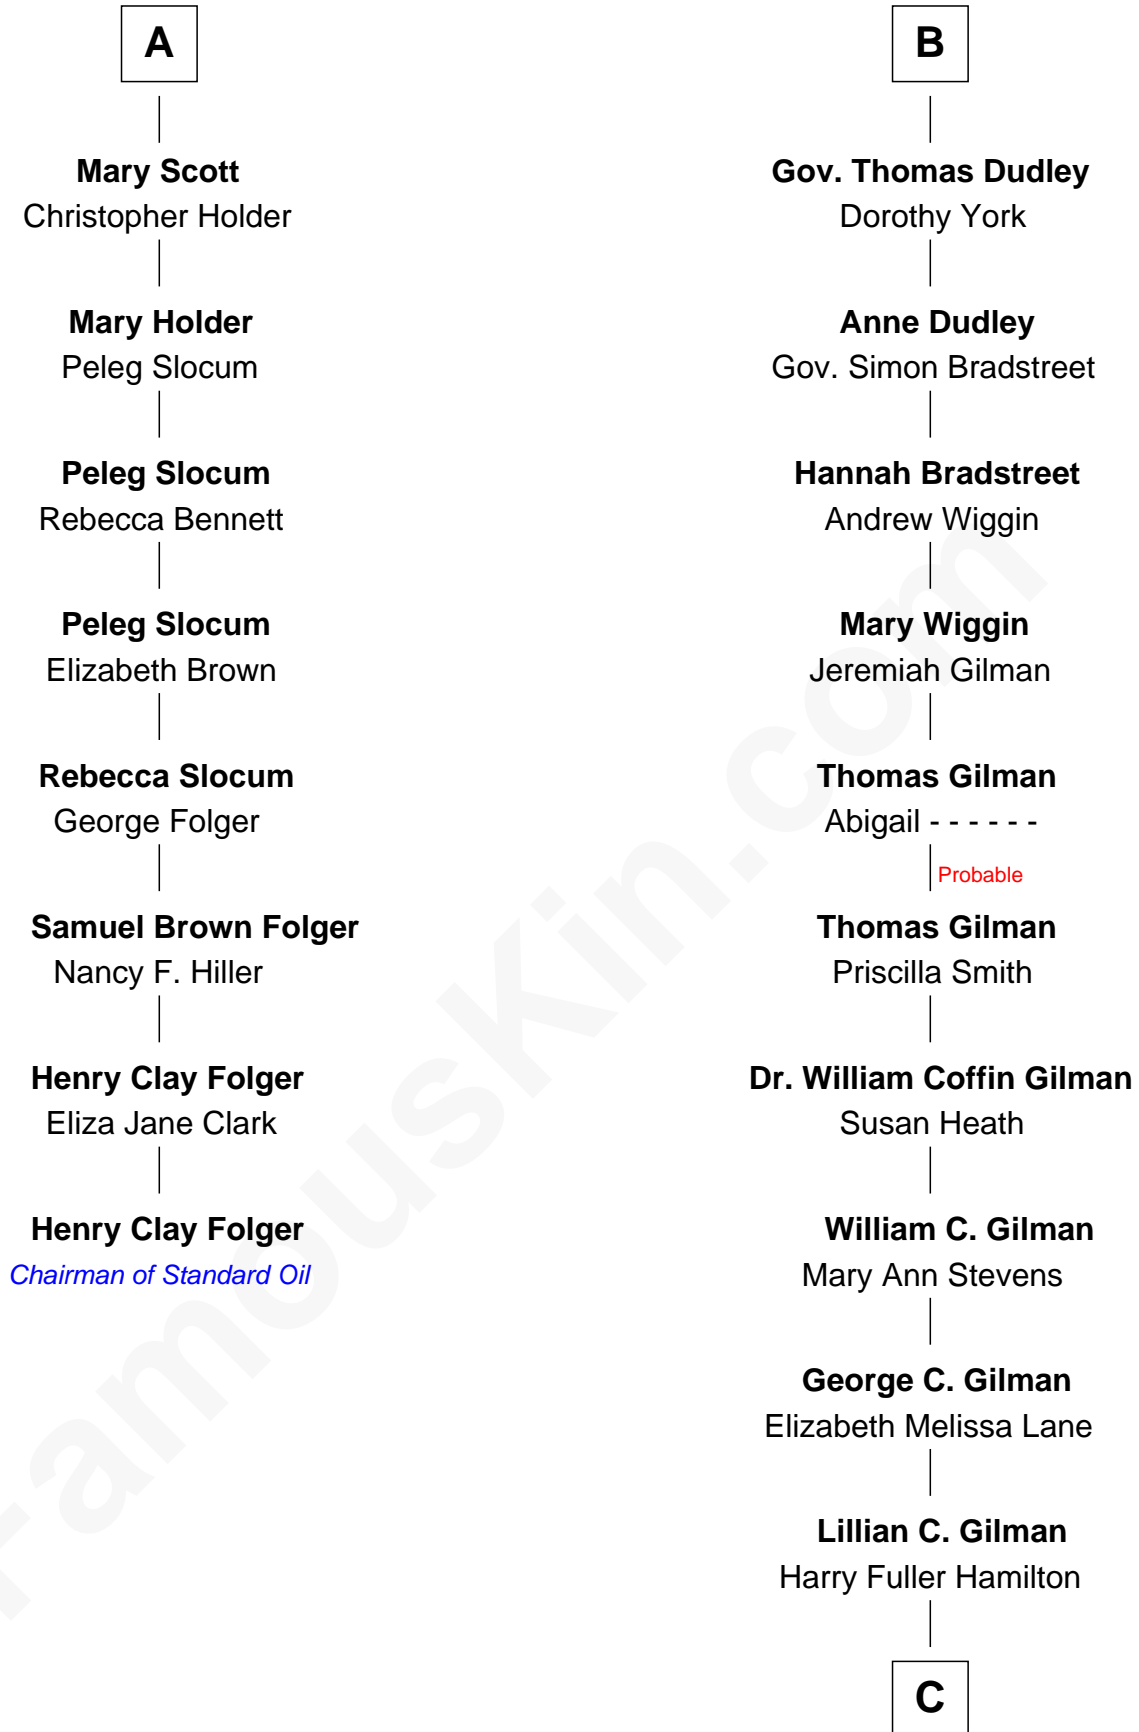 A
Mary Scott
Christopher Holder
Mary Holder
Peleg Slocum
Peleg Slocum
Rebecca Bennett
Peleg Slocum
Elizabeth Brown
Rebecca Slocum
George Folger
Samuel Brown Folger
Nancy F. Hiller
Henry Clay Folger
Eliza Jane Clark
Henry Clay Folger
Chairman of Standard Oil
B
Gov. Thomas Dudley
Dorothy York
Anne Dudley
Gov. Simon Bradstreet
Hannah Bradstreet
Andrew Wiggin
Mary Wiggin
Jeremiah Gilman
Thomas Gilman
Abigail - - - - - -
Probable
Thomas Gilman
Priscilla Smith
Dr. William Coffin Gilman
Susan Heath
William C. Gilman
Mary Ann Stevens
George C. Gilman
Elizabeth Melissa Lane
Lillian C. Gilman
Harry Fuller Hamilton
C
FamousKin.com